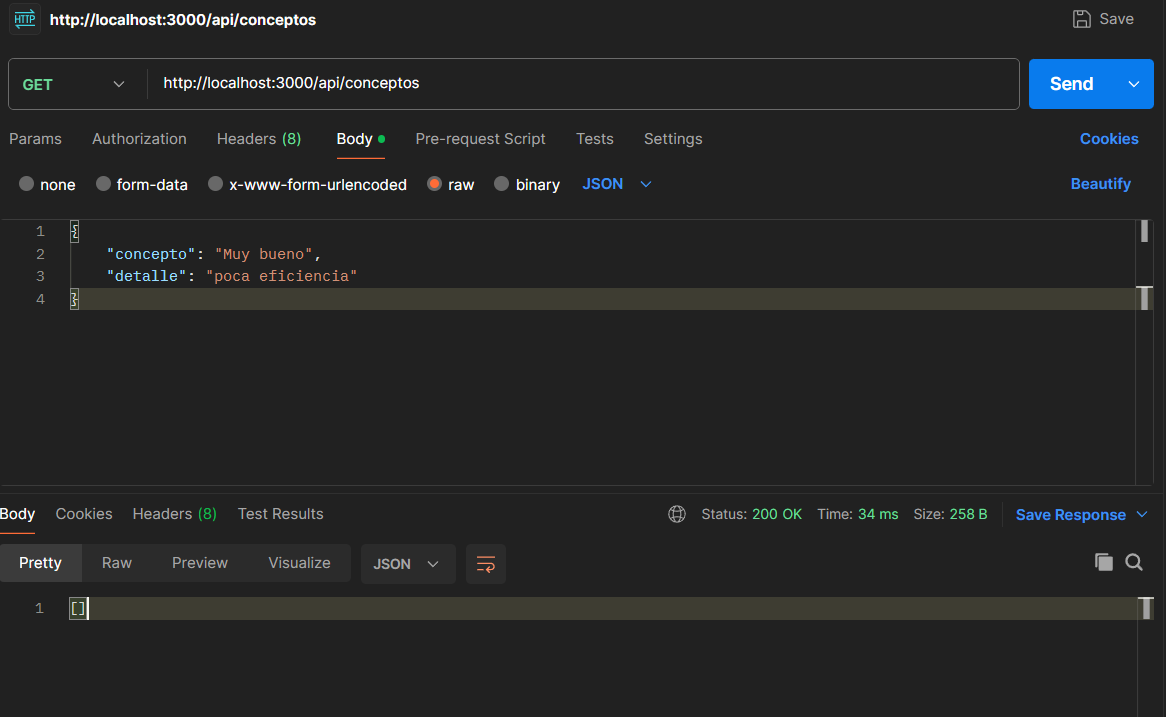 HTTP http://localhost:3000/api/conceptos Save
GET http://localhost:3000/api/conceptos Send
Params Authorization Headers (8) Body Pre-request Script Tests Settings Cookies
none form-data x-www-form-urlencoded raw binary JSON Beautify
1 {
2 "concepto": "Muy bueno",
3 "detalle": "poca eficiencia"
4 }
Body Cookies Headers (8) Test Results Status: 200 OK Time: 34 ms Size: 258 B Save Response
Pretty Raw Preview Visualize JSON
1 []